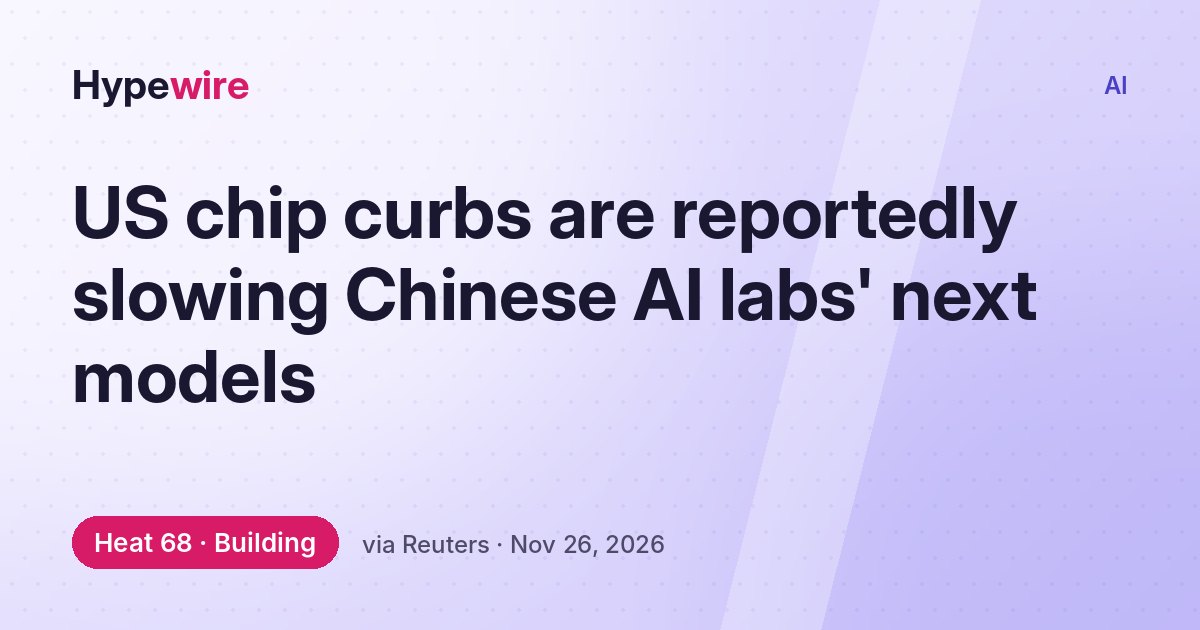 Hypewire
AI
US chip curbs are reportedly
slowing Chinese AI labs' next
models
Heat 68 · Building
via Reuters · Nov 26, 2026